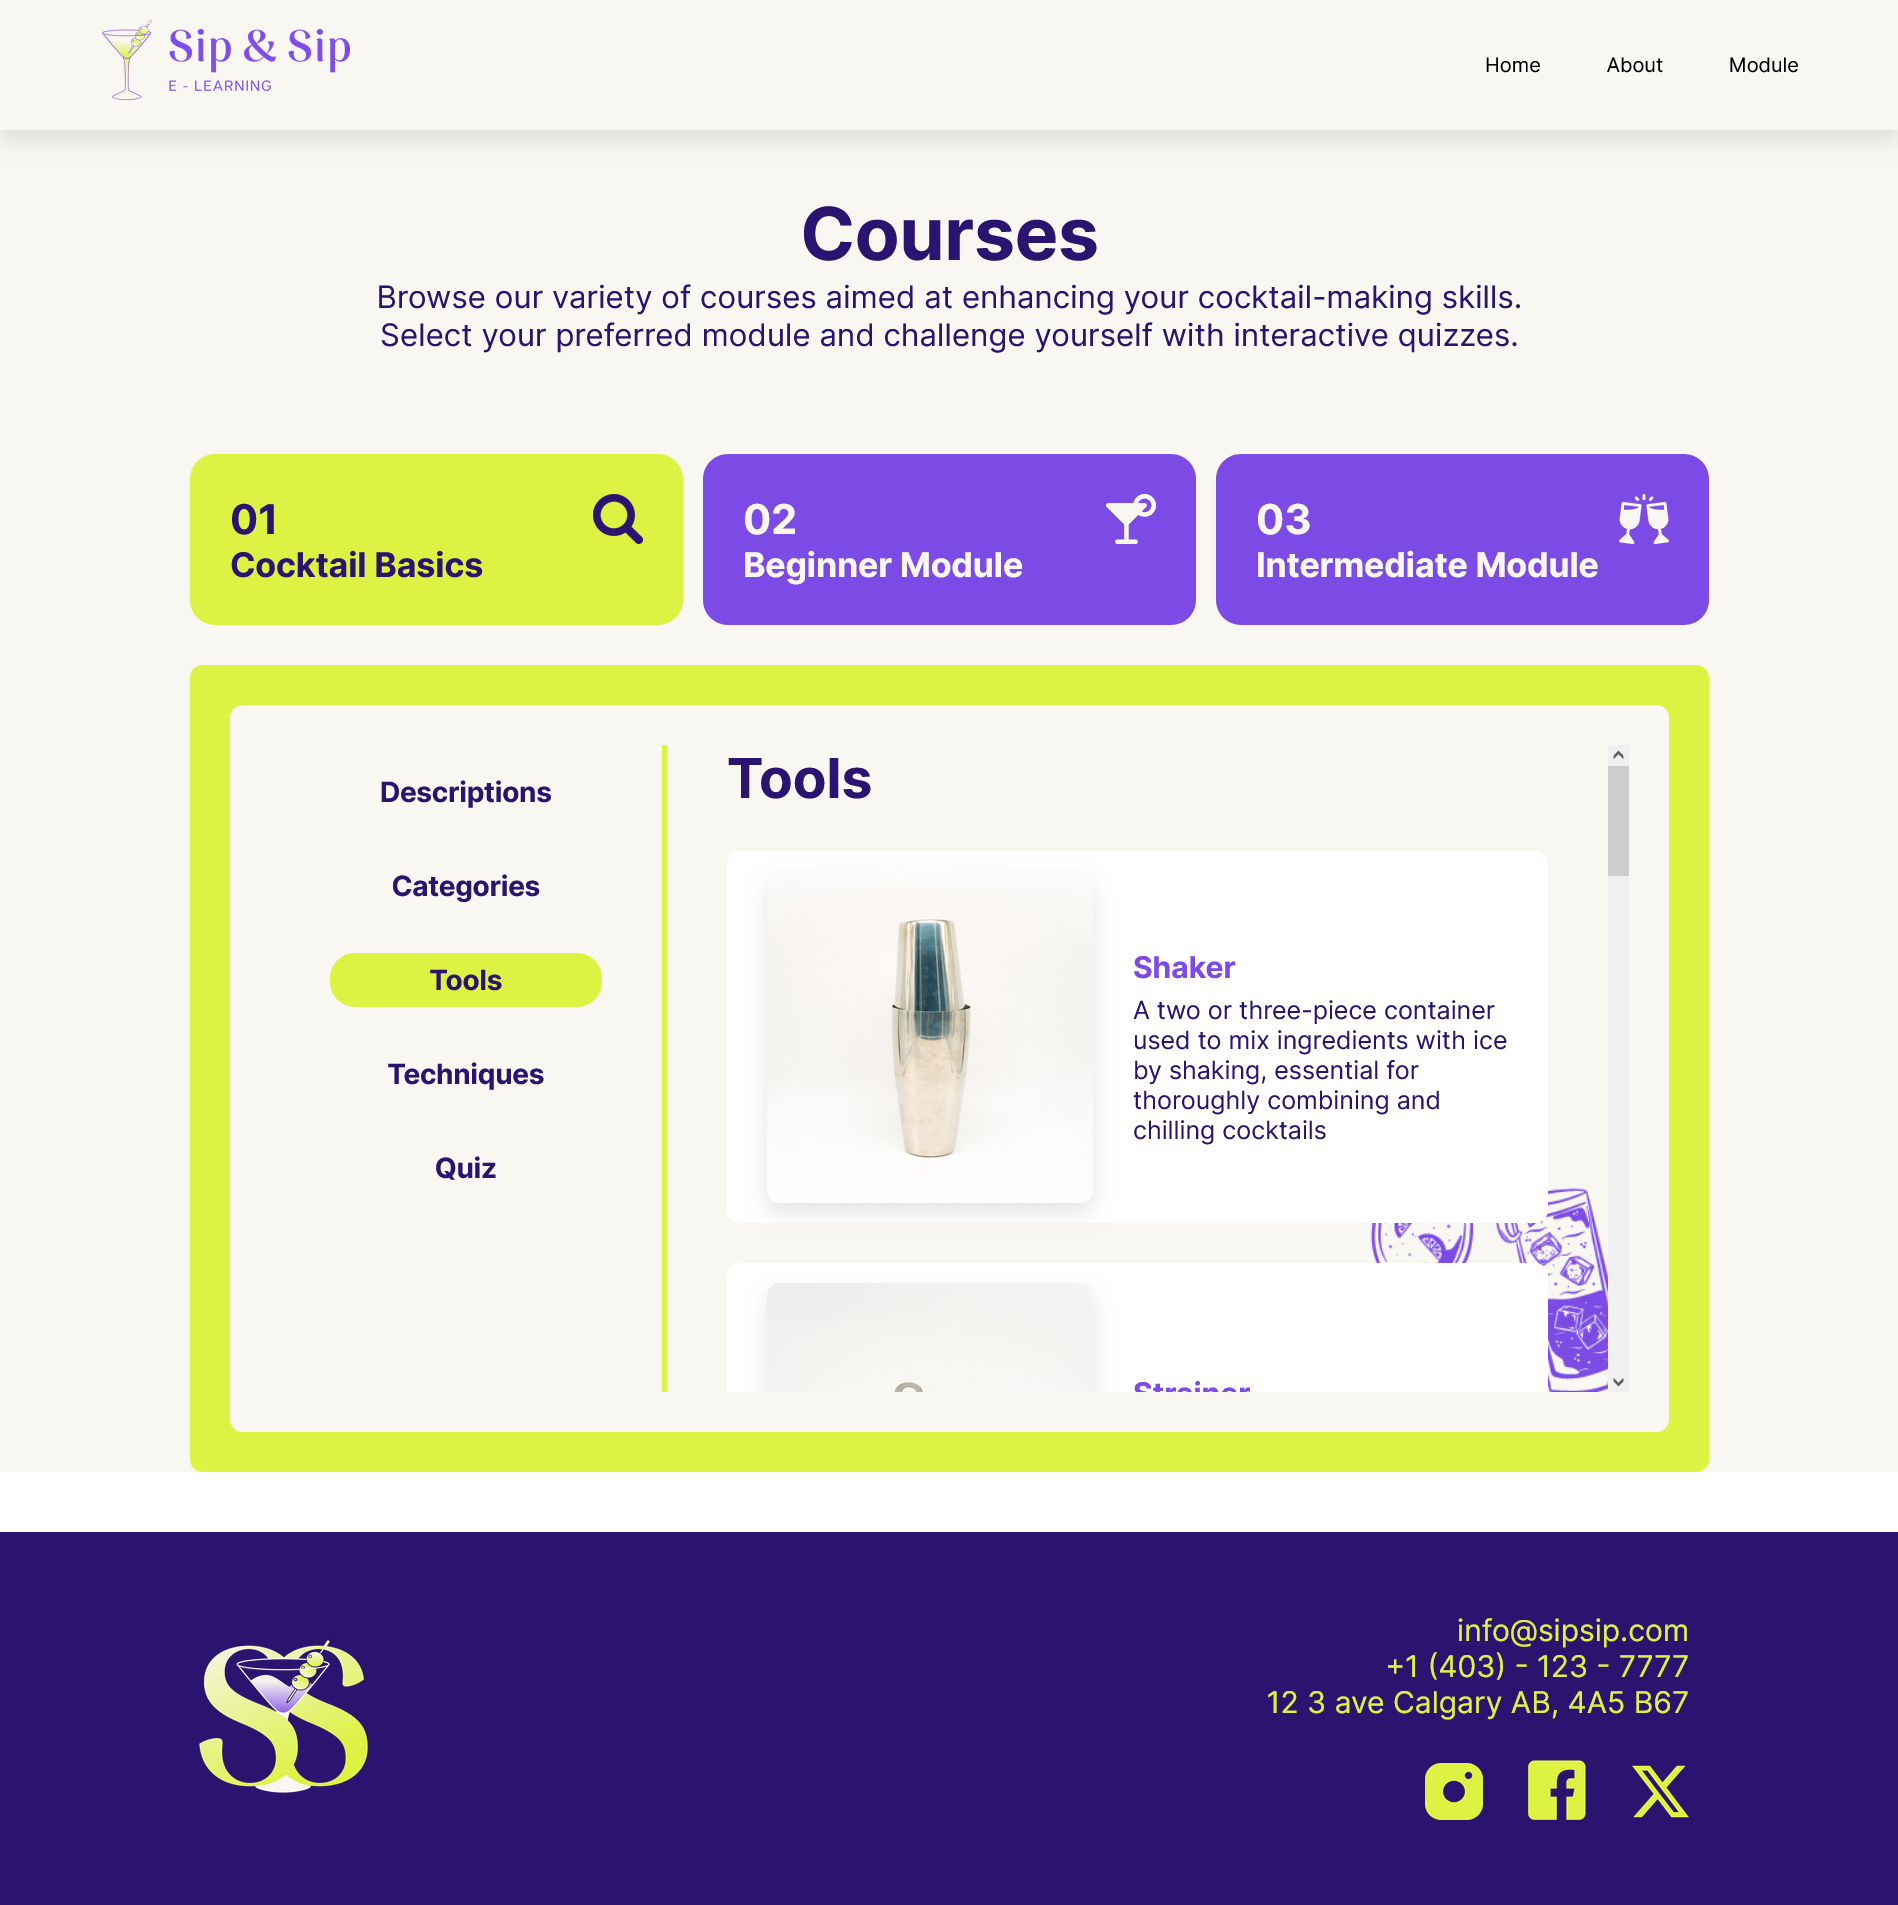 Sip & Sip
E - LEARNING
Home
About
Module
Courses
Browse our variety of courses aimed at enhancing your cocktail-making skills.
Select your preferred module and challenge yourself with interactive quizzes.
01
Cocktail Basics
02
Beginner Module
03
Intermediate Module
Descriptions
Categories
Tools
Techniques
Quiz
Tools
Shaker
A two or three-piece container
used to mix ingredients with ice
by shaking, essential for
thoroughly combining and
chilling cocktails
Strainer
SS
info@sipsip.com
+1 (403) - 123 - 7777
12 3 ave Calgary AB, 4A5 B67